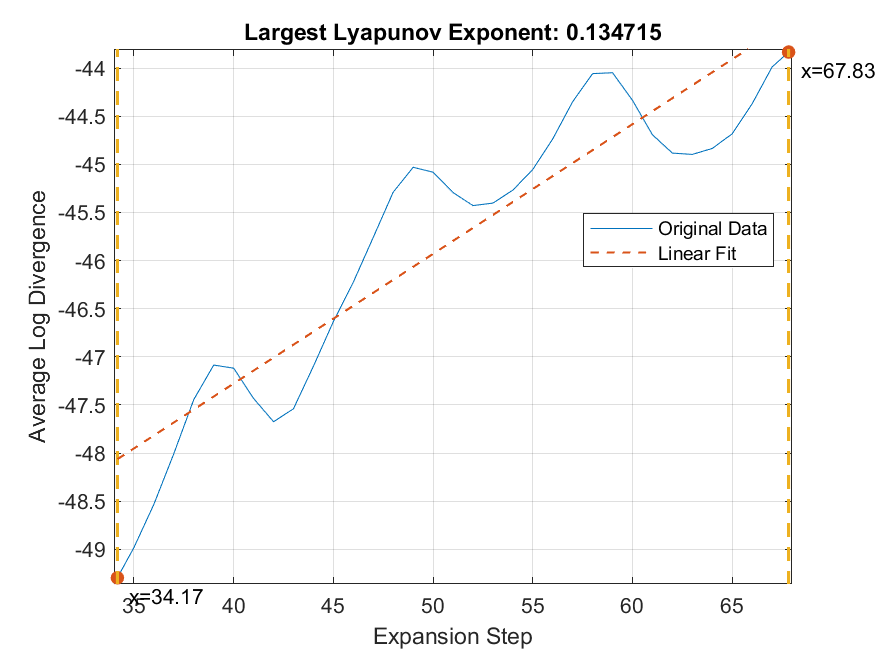 Largest Lyapunov Exponent: 0.134715
-44
x=67.83
-44.5
-45
-45.5
Original Data
Linear Fit
-46
-46.5
-47
-47.5
-48
-48.5
-49
Average Log Divergence
x=34.17
35
40
45
50
55
60
65
Expansion Step